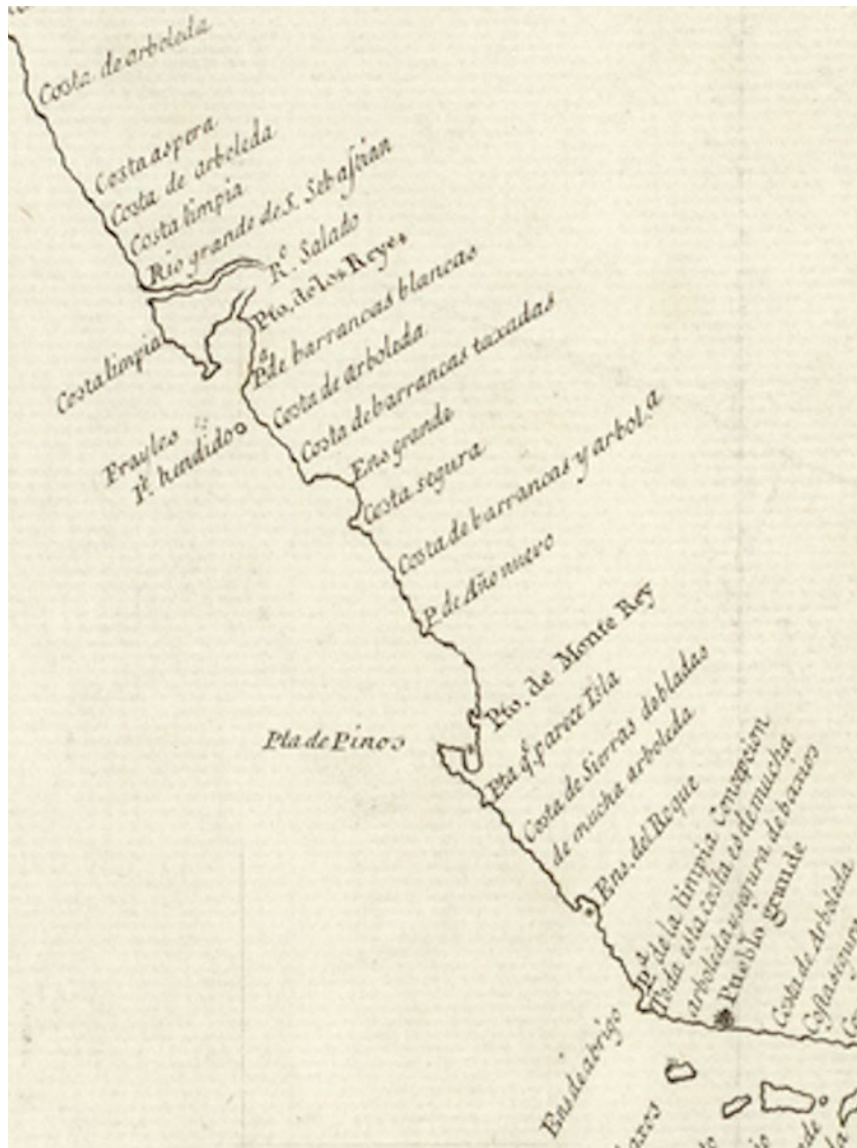 Costa de arboleda
Costa aspera
Costa de arboleda
Costa limpia
Rio grande de S. Sebastian
R.º Salado
Pto. de los Reyes
Costa limpia
P.ª de barrancas blancas
Costa de arboleda
Costa de barrancas taxadas
Frayles
P.º hendido
Ens grande
Costa segura
Costa de barrancas y arbol.a
P. de Año nuevo
Pto. de Monte Rey
Pta de Pinos
Pta q.º parece Isla
Costa de Sierras dobladas
de mucha arboleda
Ens. del Roque
P.ª de la limpia Concepcion
Toda esta costa es de mucha
arboleda y segura de baxios
Pueblo grande
Costa de Arboleda
Costa segura
Ens de abrigo